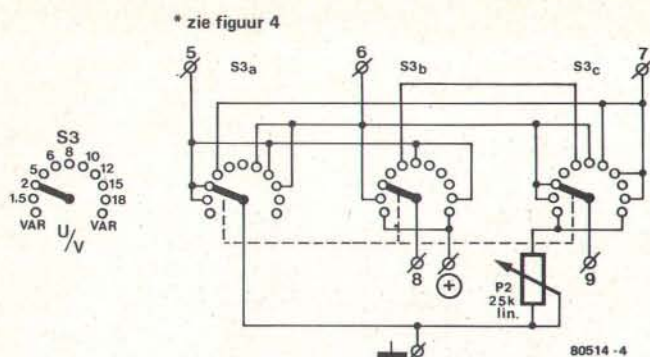 * zie figuur 4
5
S3a
6
S3b
S3c
7
S3
1.5
2
5
6
8
10
12
15
18
VAR
VAR
U/V
8
+
P2
25k
lin.
9
80514 - 4